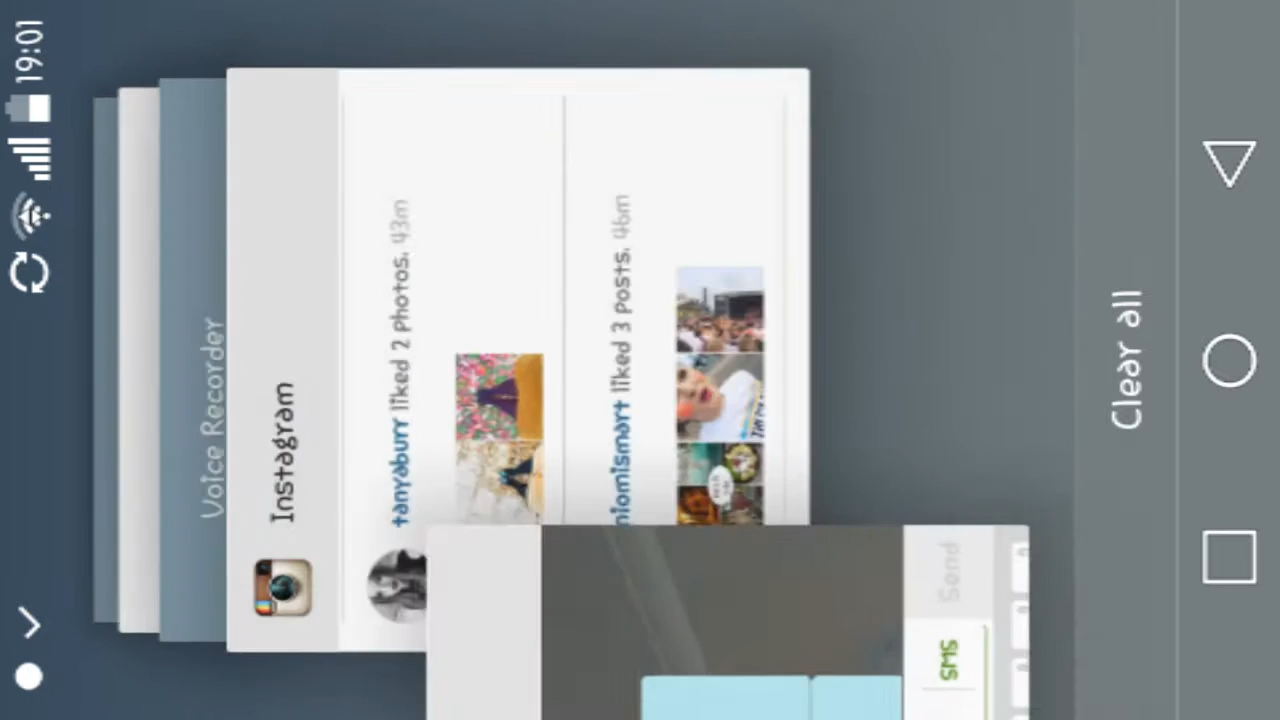 19:01
Voice Recorder
Instagram
tanyaburr liked 2 photos. 43m
niomismart liked 3 posts. 46m
Send
SMS
Clear all